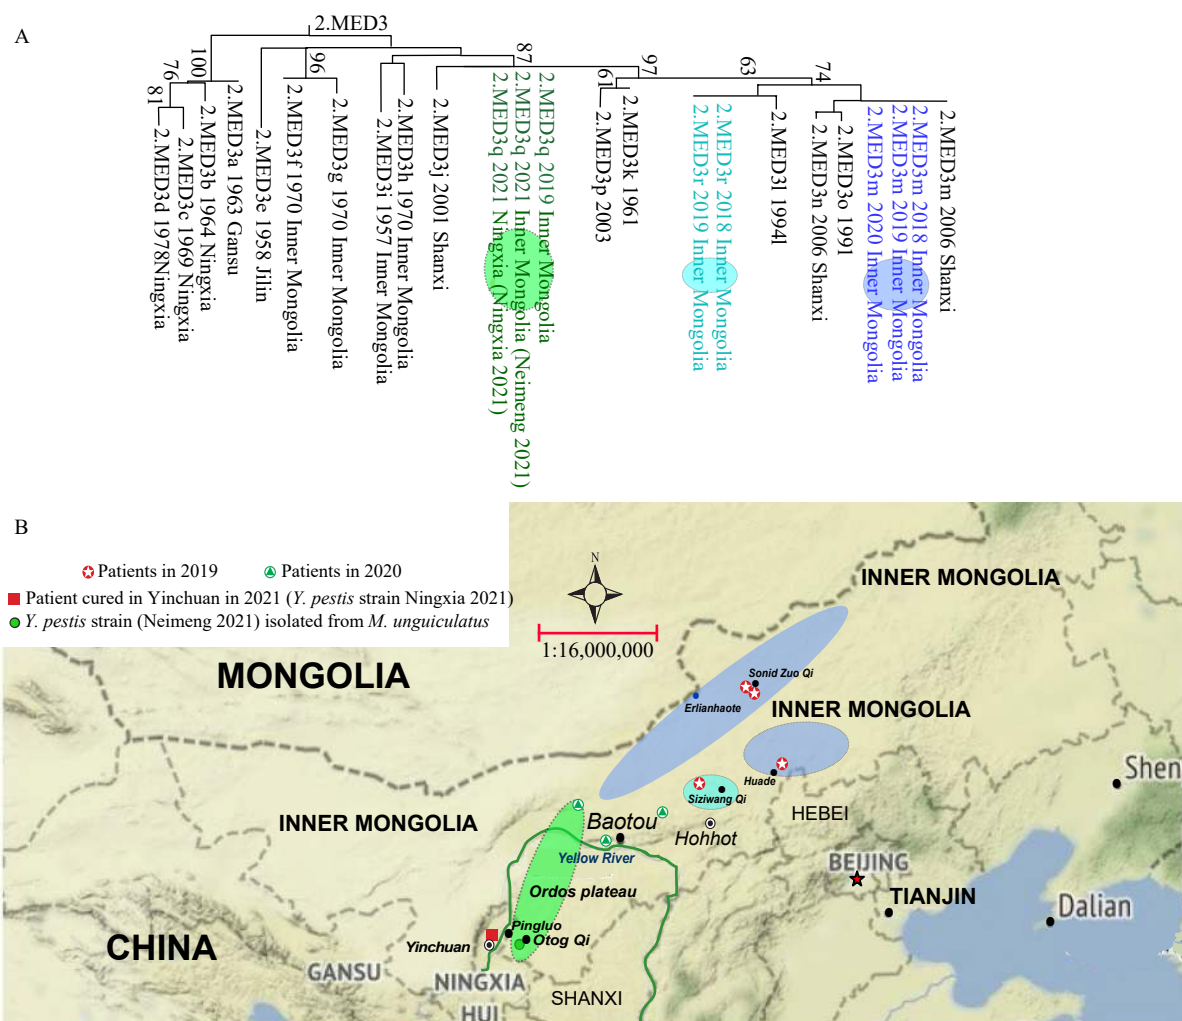 A
2.MED3
100
76
81
96
87
61
97
63
74
2.MED3d 1978Ningxia
2.MED3c 1969 Ningxia
2.MED3b 1964 Ningxia
2.MED3a 1963 Gansu
2.MED3e 1958 Jilin
2.MED3f 1970 Inner Mongolia
2.MED3g 1970 Inner Mongolia
2.MED3i 1957 Inner Mongolia
2.MED3h 1970 Inner Mongolia
2.MED3j 2001 Shanxi
2.MED3q 2021 Ningxia (Ningxia 2021)
2.MED3q 2021 Inner Mongolia (Neimeng 2021)
2.MED3q 2019 Inner Mongolia
2.MED3p 2003
2.MED3k 1961
2.MED3r 2019 Inner Mongolia
2.MED3r 2018 Inner Mongolia
2.MED3l 1994l
2.MED3n 2006 Shanxi
2.MED3o 1991
2.MED3m 2020 Inner Mongolia
2.MED3m 2019 Inner Mongolia
2.MED3m 2018 Inner Mongolia
2.MED3m 2006 Shanxi
B
Patients in 2019
Patients in 2020
Patient cured in Yinchuan in 2021 (Y. pestis strain Ningxia 2021)
Y. pestis strain (Neimeng 2021) isolated from M. unguiculatus
N
1:16,000,000
INNER MONGOLIA
MONGOLIA
Sonid Zuo Qi
Erlianhaote
INNER MONGOLIA
Huade
Shen
Siziwang Qi
HEBEI
INNER MONGOLIA
Baotou
Hohhot
Yellow River
BEIJING
Ordos plateau
TIANJIN
Dalian
Pingluo
Otog Qi
Yinchuan
CHINA
GANSU
NINGXIA
HUI
SHANXI